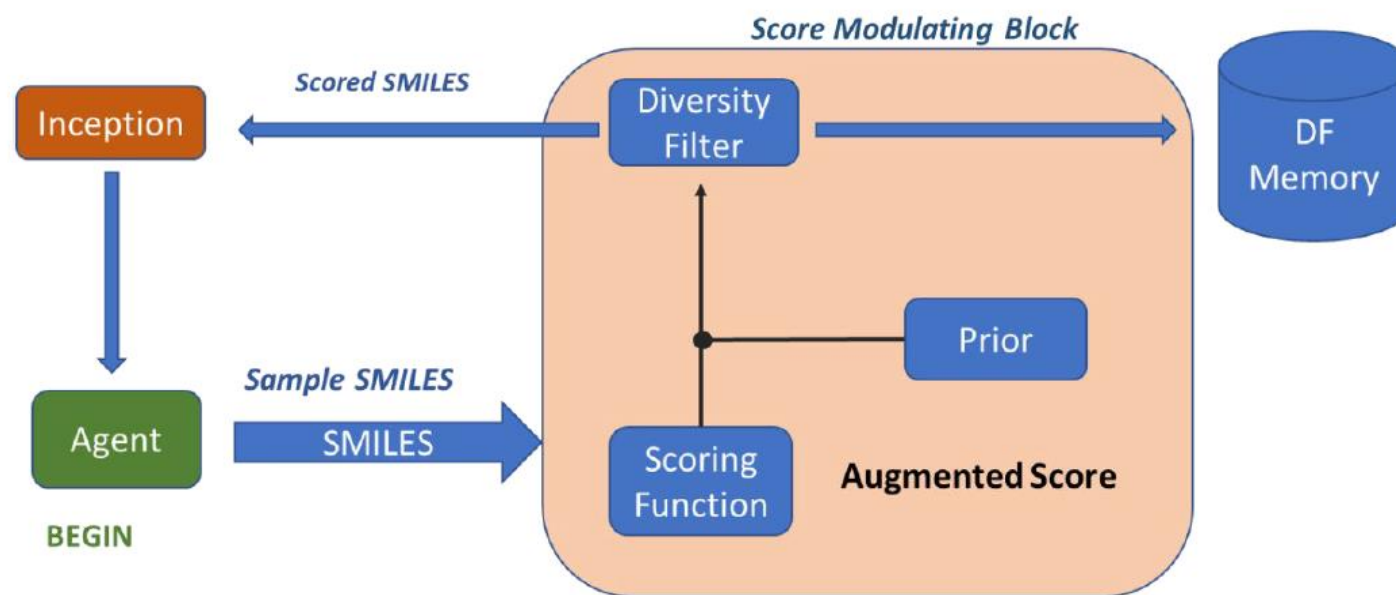 Score Modulating Block
Scored SMILES
Inception
Diversity
Filter
DF
Memory
Prior
Sample SMILES
Agent
SMILES
Scoring
Function
Augmented Score
BEGIN